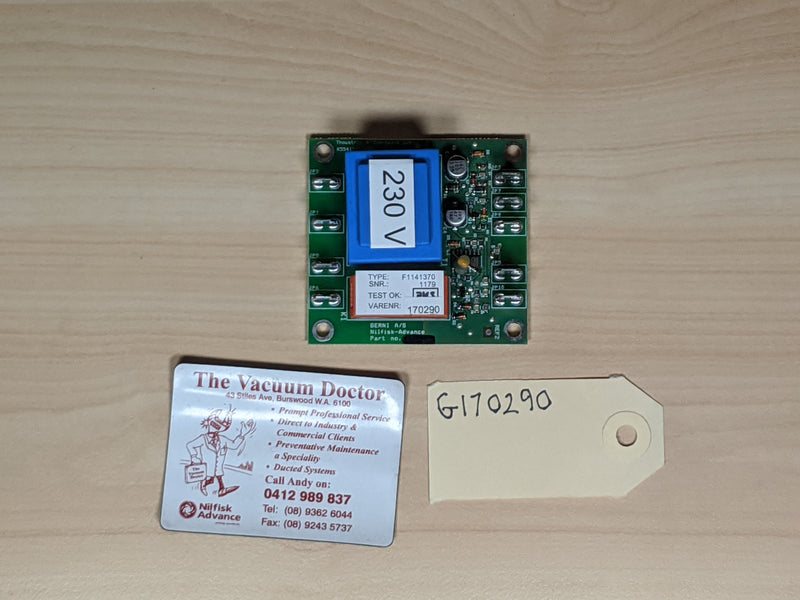 230 V
TYPE: F1141370
SNR.: 1179
TEST OK:
VARENR: 170290
GERNI A/S
Nilfisk-Advance
Part no.
REF2
The Vacuum Doctor
43 Stiles Ave, Burswood W.A. 6100
• Prompt Professional Service
• Direct to Industry &
Commercial Clients
• Preventative Maintenance
a Speciality
• Ducted Systems
Call Andy on:
0412 989 837
Tel: (08) 9362 6044
Fax: (08) 9243 5737
Nilfisk
Advance
G170290